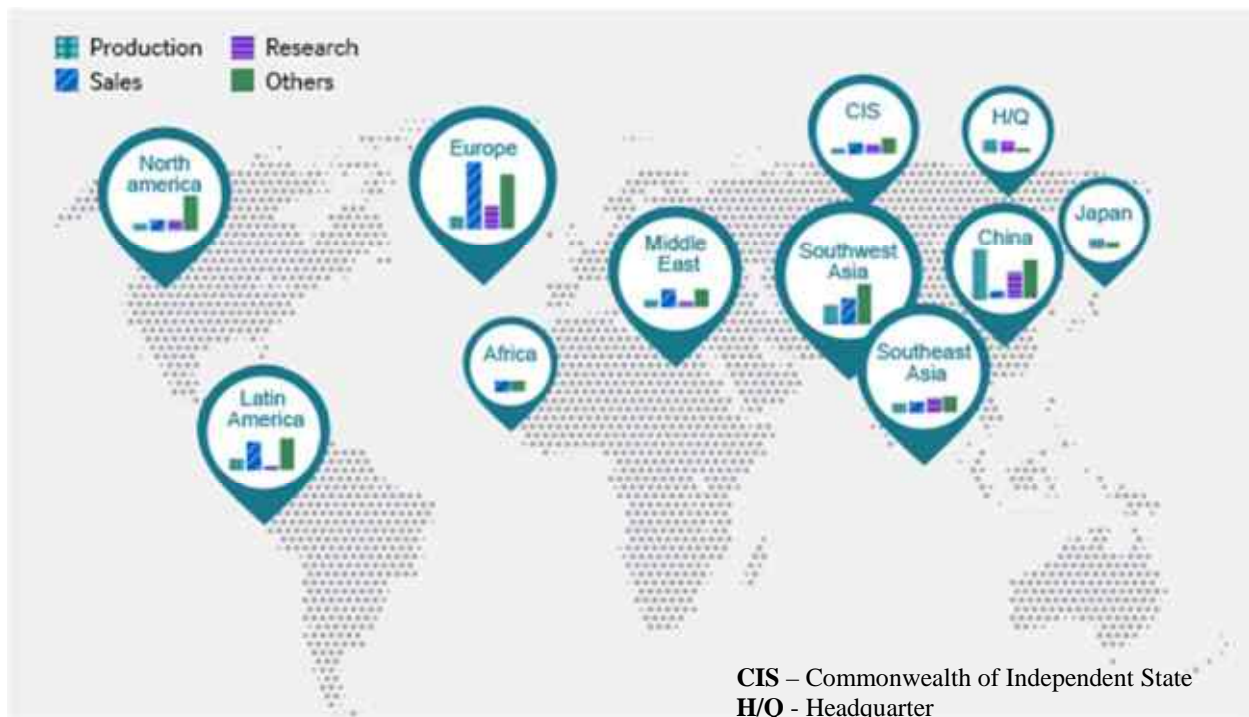 Production
Research
Sales
Others
CIS
H/Q
North
america
Europe
Japan
Middle
East
Southwest
Asia
China
Africa
Southeast
Asia
Latin
America
CIS – Commonwealth of Independent State
H/Q - Headquarter